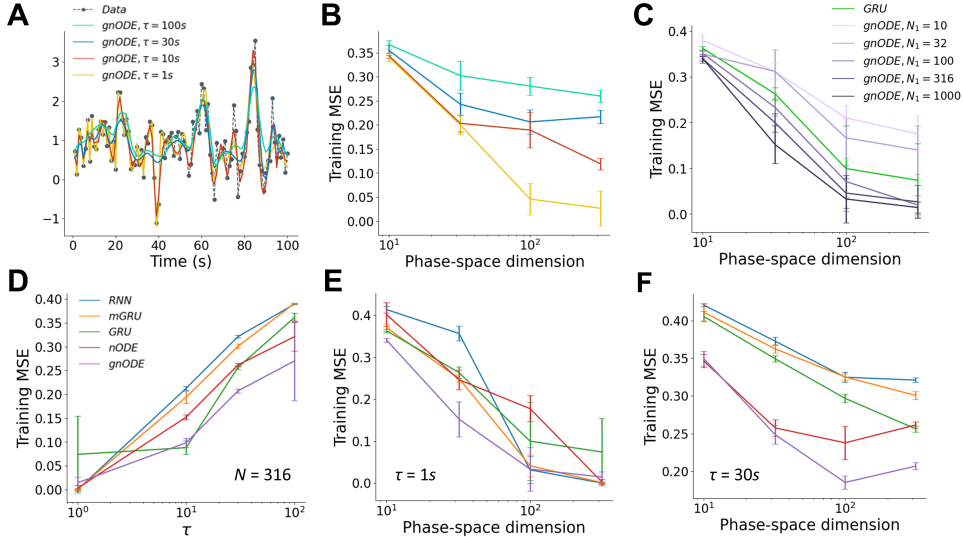 A
Data
gnODE, τ = 100s
gnODE, τ = 30s
gnODE, τ = 10s
gnODE, τ = 1s
3
2
1
0
−1
0
20
40
60
80
100
Time (s)
B
Training MSE
0.35
0.30
0.25
0.20
0.15
0.10
0.05
0.00
10¹
10²
Phase-space dimension
C
GRU
gnODE, N₁ = 10
gnODE, N₁ = 32
gnODE, N₁ = 100
gnODE, N₁ = 316
gnODE, N₁ = 1000
Training MSE
0.4
0.3
0.2
0.1
0.0
10¹
10²
Phase-space dimension
D
RNN
mGRU
GRU
nODE
gnODE
Training MSE
0.40
0.35
0.30
0.25
0.20
0.15
0.10
0.05
0.00
N = 316
10⁰
10¹
10²
τ
E
Training MSE
0.4
0.3
0.2
0.1
0.0
τ = 1s
10¹
10²
Phase-space dimension
F
Training MSE
0.40
0.35
0.30
0.25
0.20
τ = 30s
10¹
10²
Phase-space dimension